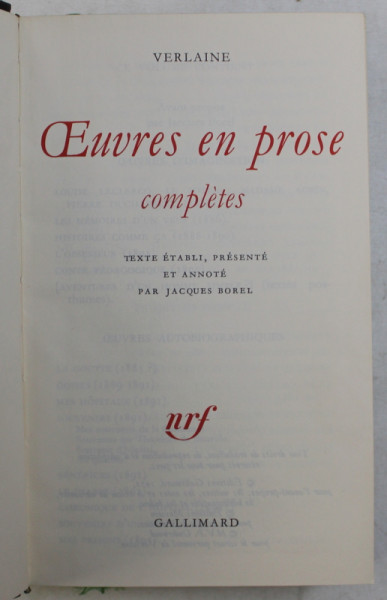 VERLAINE
Œuvres en prose
complètes
TEXTE ÉTABLI, PRÉSENTÉ
ET ANNOTÉ
PAR JACQUES BOREL
nrf
GALLIMARD